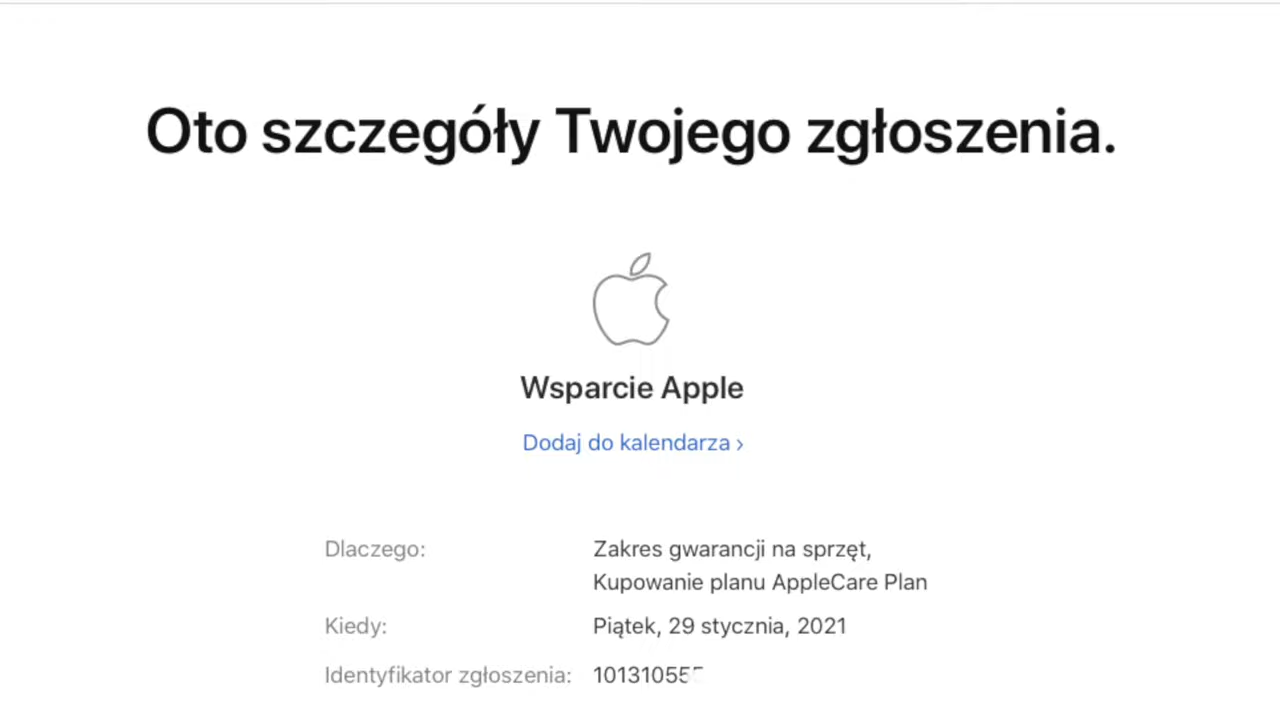 Oto szczegóły Twojego zgłoszenia.
Wsparcie Apple
Dodaj do kalendarza ›
Dlaczego: Zakres gwarancji na sprzęt,
Kupowanie planu AppleCare Plan
Kiedy: Piątek, 29 stycznia, 2021
Identyfikator zgłoszenia: